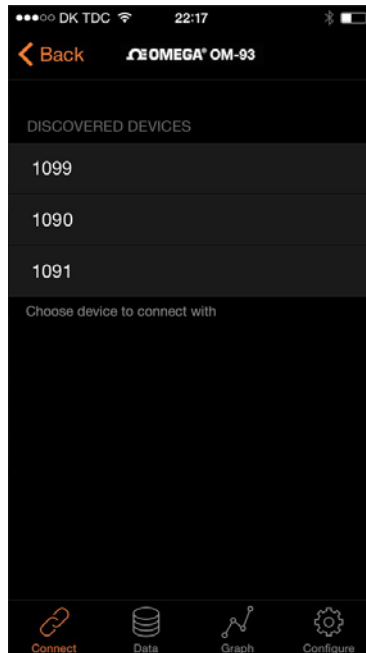 DK TDC 22:17
Back ΩEOMEGA® OM-93
DISCOVERED DEVICES
1099
1090
1091
Choose device to connect with
Connect Data Graph Configure